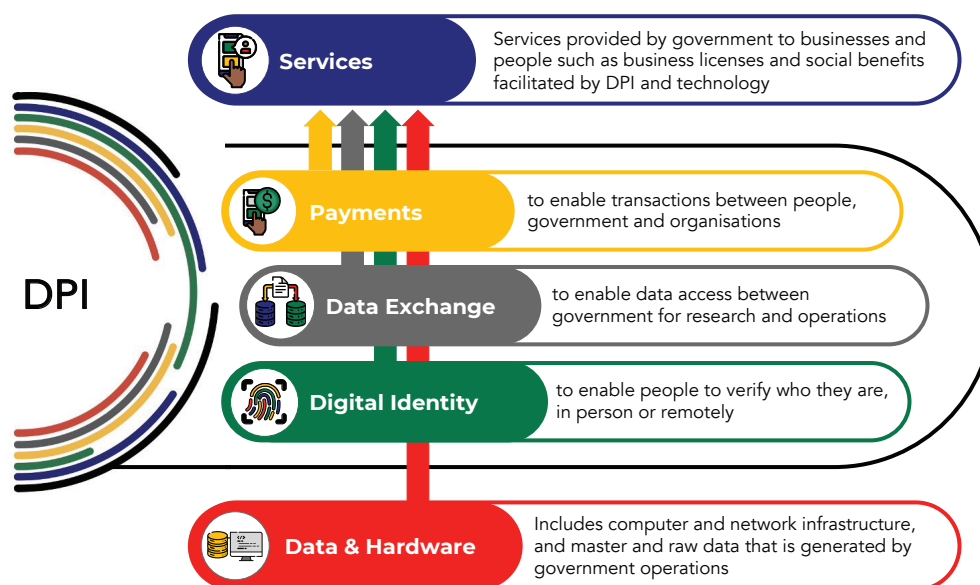 Services
Services provided by government to businesses and
people such as business licenses and social benefits
facilitated by DPI and technology
DPI
Payments
to enable transactions between people,
government and organisations
Data Exchange
to enable data access between
government for research and operations
Digital Identity
to enable people to verify who they are,
in person or remotely
Data & Hardware
Includes computer and network infrastructure,
and master and raw data that is generated by
government operations